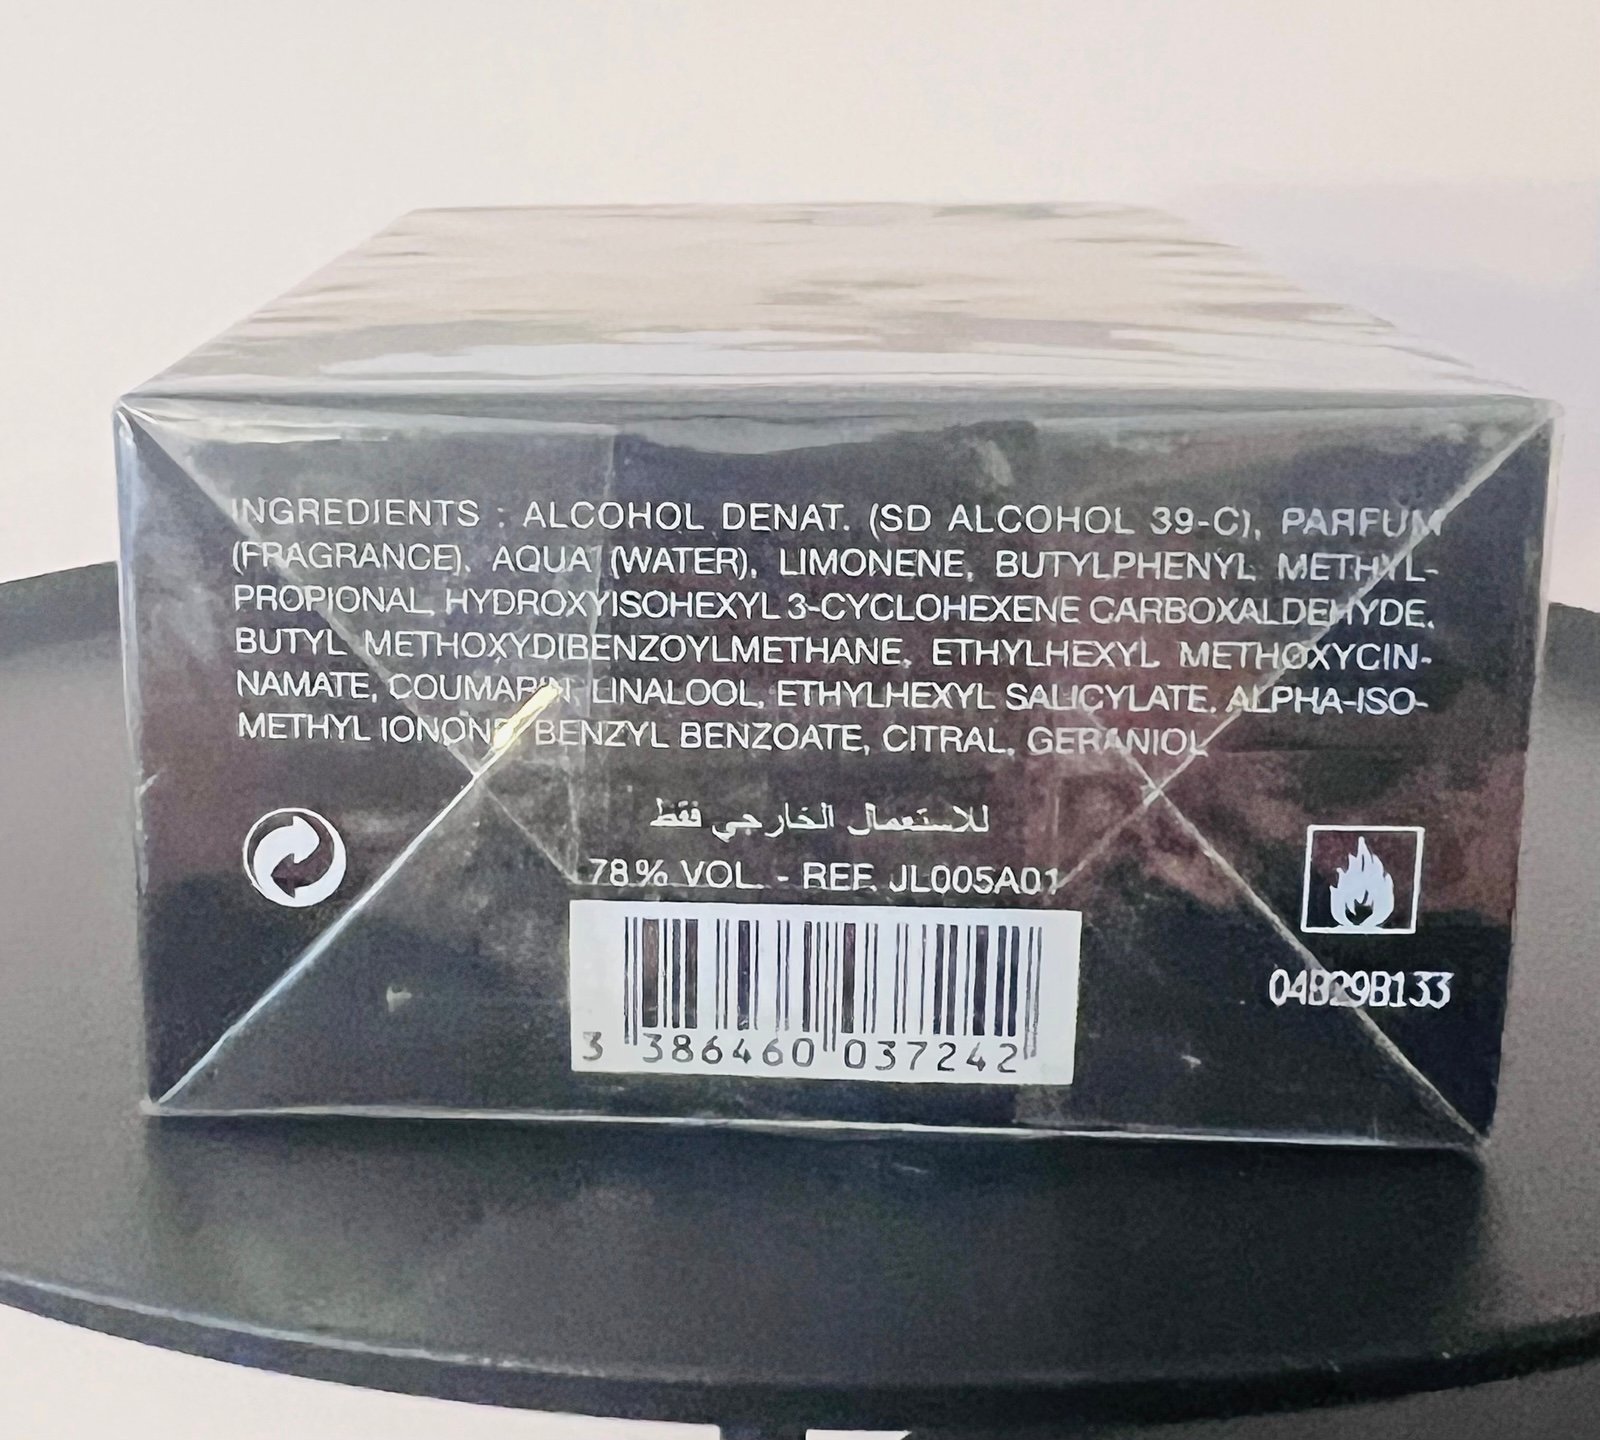 INGREDIENTS : ALCOHOL DENAT. (SD ALCOHOL 39-C), PARFUM
(FRAGRANCE), AQUA (WATER), LIMONENE, BUTYLPHENYL METHYL-
PROPIONAL, HYDROXYISOHEXYL 3-CYCLOHEXENE CARBOXALDEHYDE,
BUTYL METHOXYDIBENZOYLMETHANE, ETHYLHEXYL METHOXYCIN-
NAMATE, COUMARIN, LINALOOL, ETHYLHEXYL SALICYLATE, ALPHA-ISO-
METHYL IONONE, BENZYL BENZOATE, CITRAL, GERANIOL
للاستعمال الخارجي فقط
78% VOL. - REF. JL005A01
3 386460 037242
04B29B133